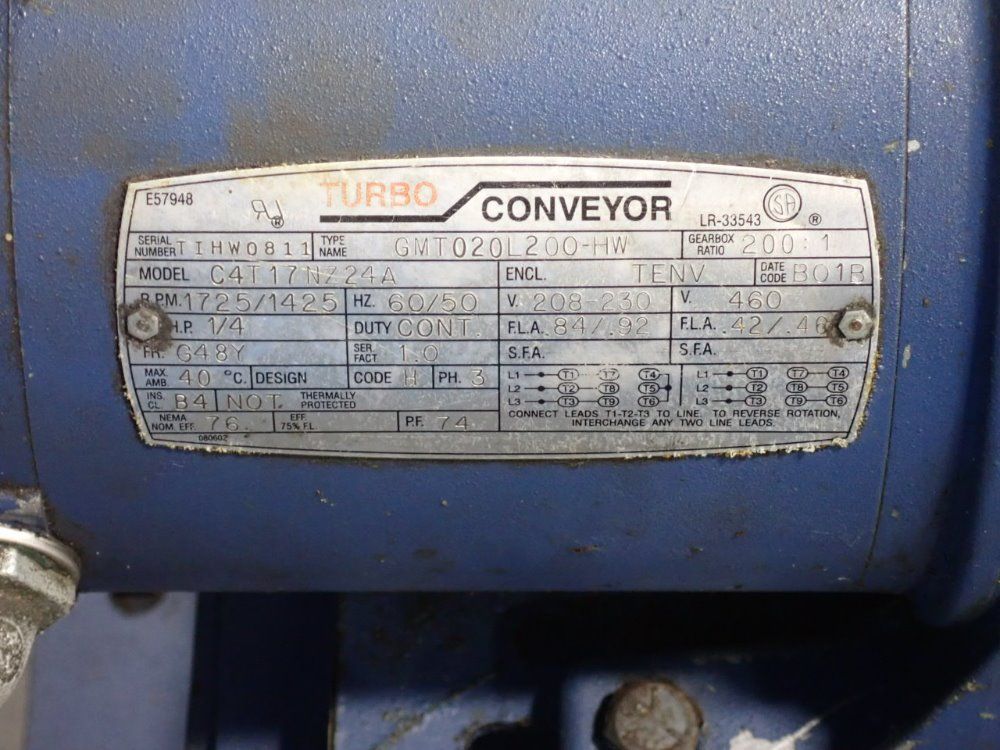 E57948 TURBO CONVEYOR LR-33543 ®
SERIAL NUMBER TIHW0811 TYPE NAME GMT020L200-HW GEARBOX RATIO 200:1
MODEL C4T17NZ24A ENCL. TENV DATE CODE B01B
R.P.M. 1725/1425 HZ. 60/50 V. 208-230 V. 460
H.P. 1/4 DUTY CONT. F.L.A. .84/.92 F.L.A. .42/.46
FR. G48Y SER. FACT 1.0 S.F.A. S.F.A.
MAX. AMB. 40 °C. DESIGN CODE H PH. 3
INS. CL. B4 NOT THERMALLY PROTECTED
NEMA NOM. EFF. 76. EFF. 75% F.L. P.F. 74
L1 T1 T7 T4 L1 T1 T7 T4
L2 T2 T8 T5 L2 T2 T8 T5
L3 T3 T9 T6 L3 T3 T9 T6
CONNECT LEADS T1-T2-T3 TO LINE. TO REVERSE ROTATION,
INTERCHANGE ANY TWO LINE LEADS.
080602